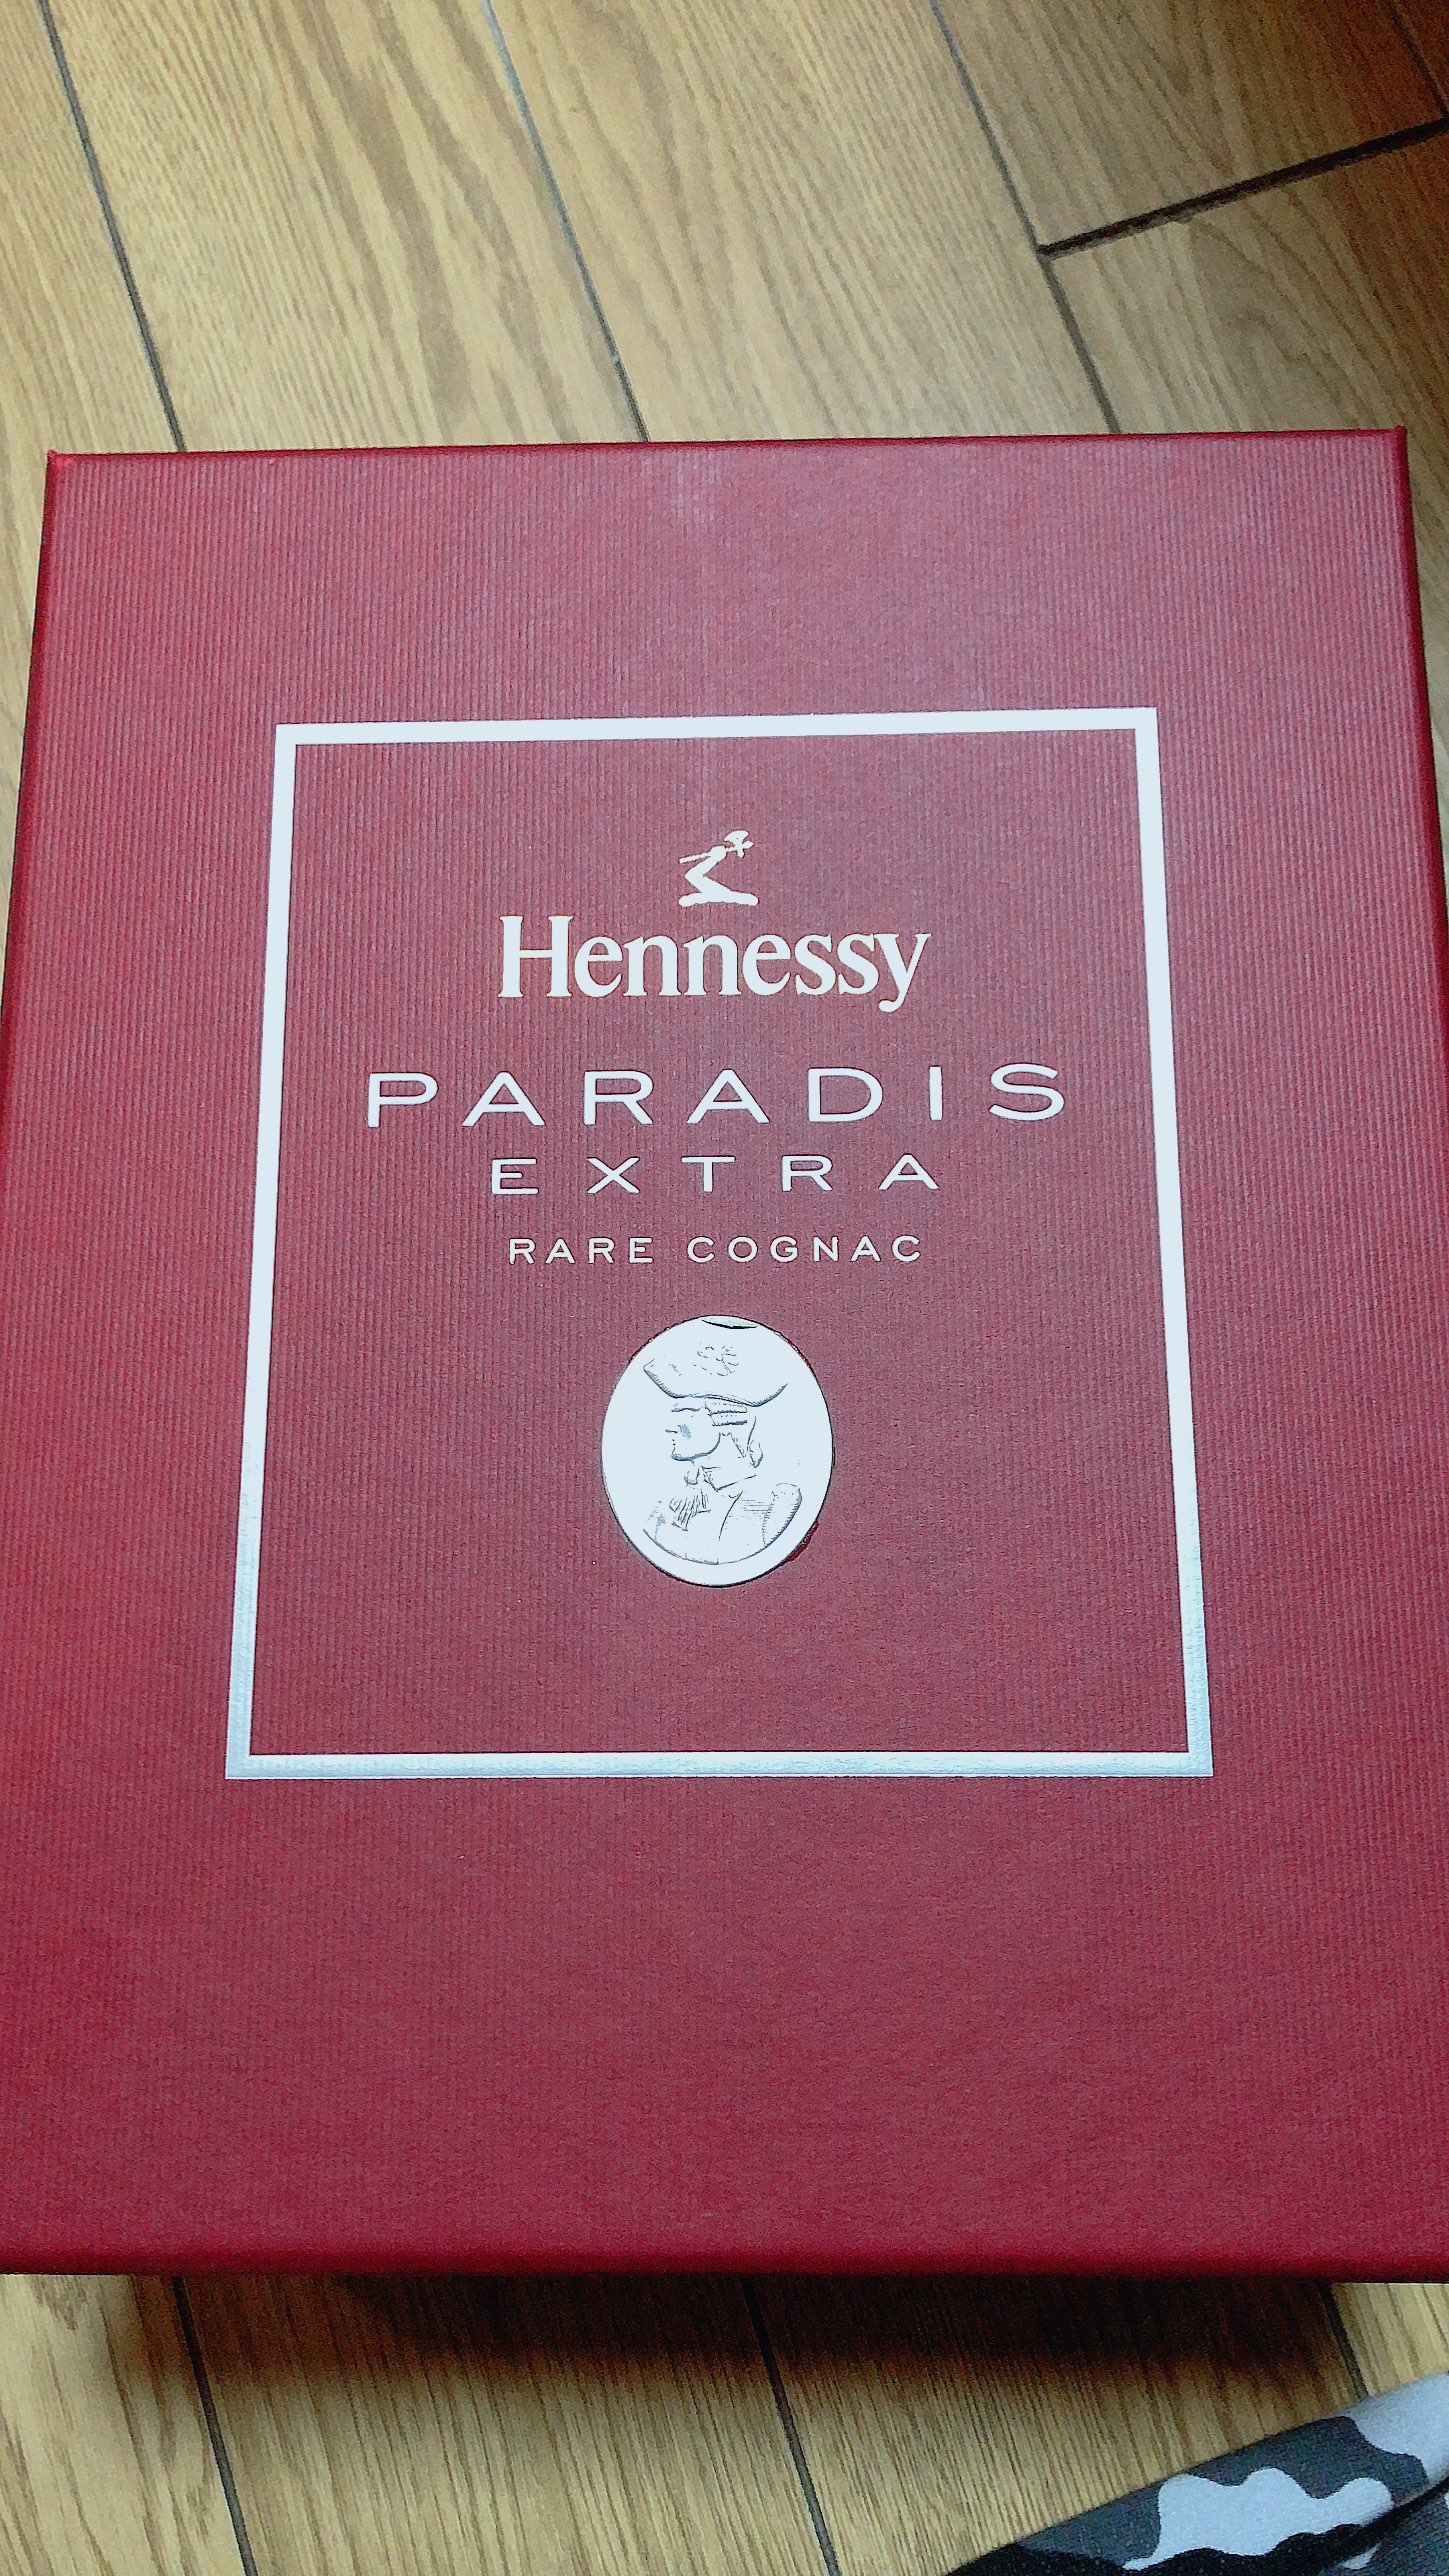 Hennessy
PARADIS
EXTRA
RARE COGNAC